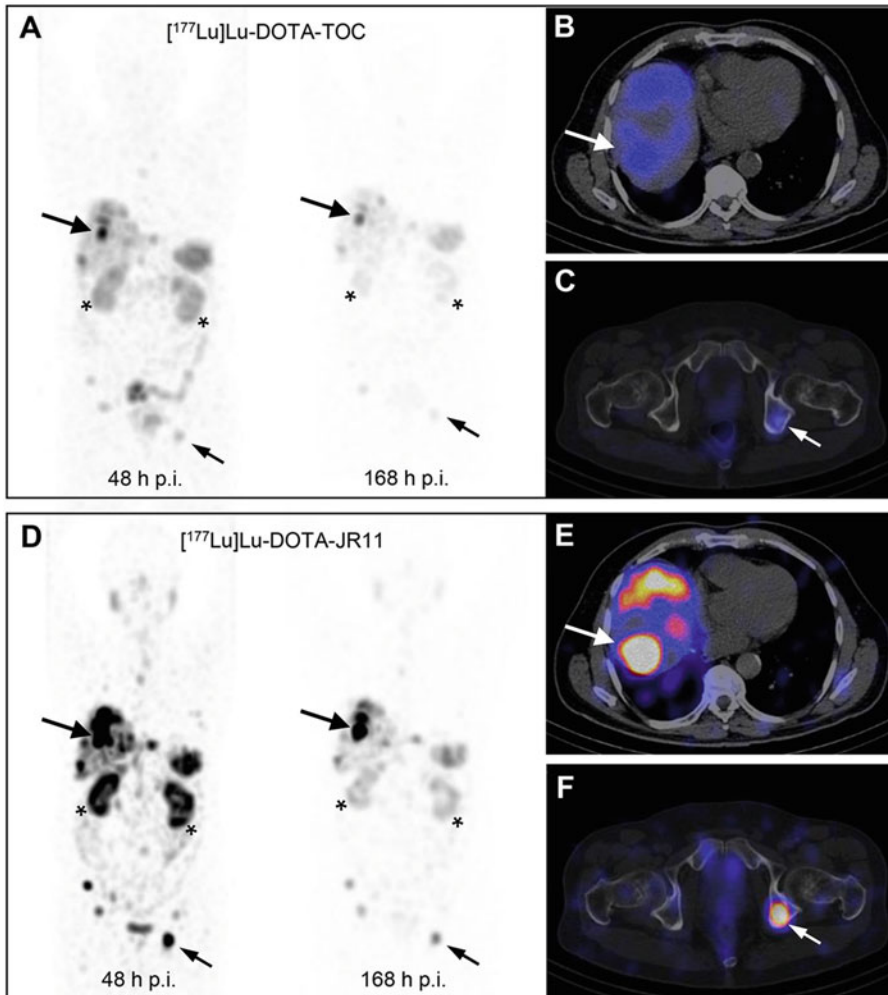 A
[¹⁷⁷Lu]Lu-DOTA-TOC
*
*
*
*
48 h p.i.
168 h p.i.
B
C
D
[¹⁷⁷Lu]Lu-DOTA-JR11
*
*
*
*
48 h p.i.
168 h p.i.
E
F